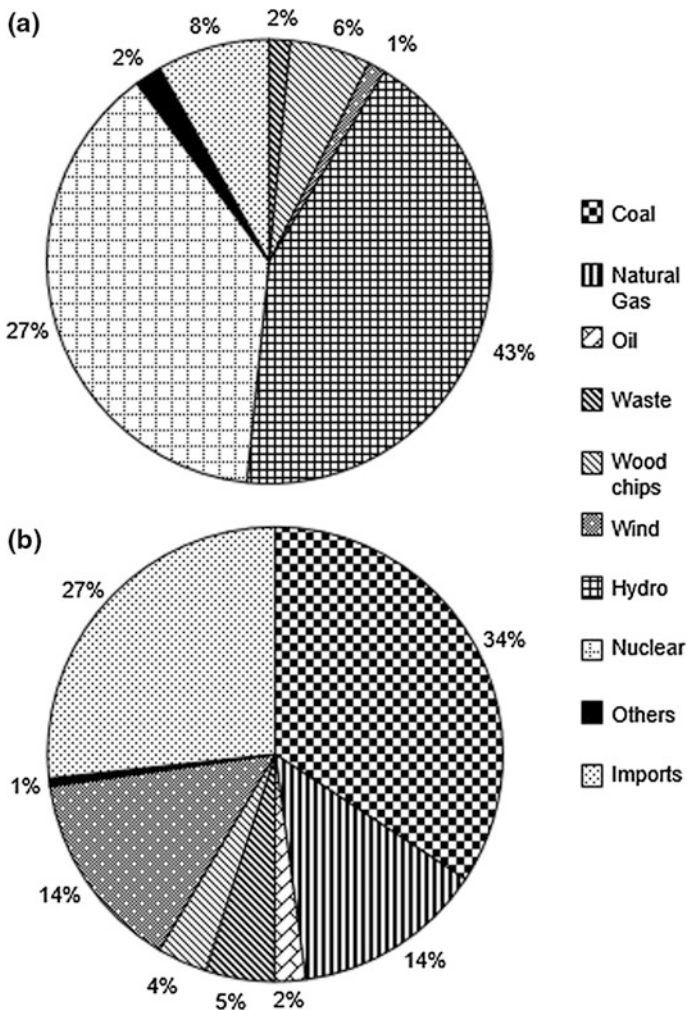 (a)
2%
8%
2%
6%
1%
27%
43%
Coal
Natural
Gas
Oil
Waste
Wood
chips
Wind
Hydro
Nuclear
Others
Imports
(b)
27%
34%
1%
14%
4%
5%
2%
14%